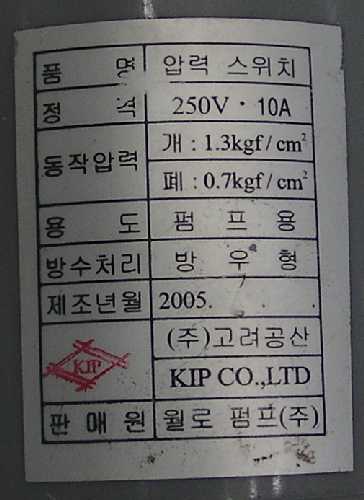 품 명 압력 스위치
정 격 250V · 10A
동작압력 개 : 1.3kgf/cm²
폐 : 0.7kgf/cm²
용 도 펌 프 용
방수처리 방 우 형
제조년월 2005. .
(주)고려공산
KIP
KIP CO.,LTD
판 매 원 윌로 펌프(주)